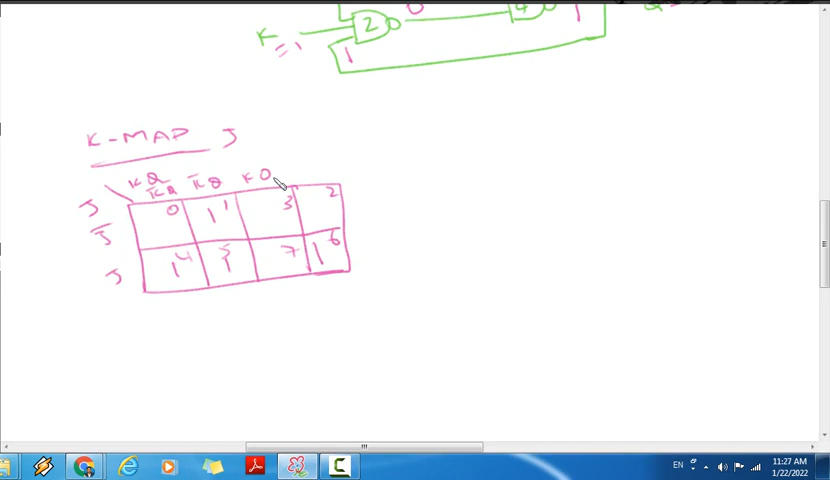 K
=1
1
2
0
4
1
K-MAP J
KQ K̅Q̅ K̅Q KQ
J
J̅ 0 1 1 3 2
J 1 4 5 1 7 1 6
EN 11:27 AM
1/22/2022